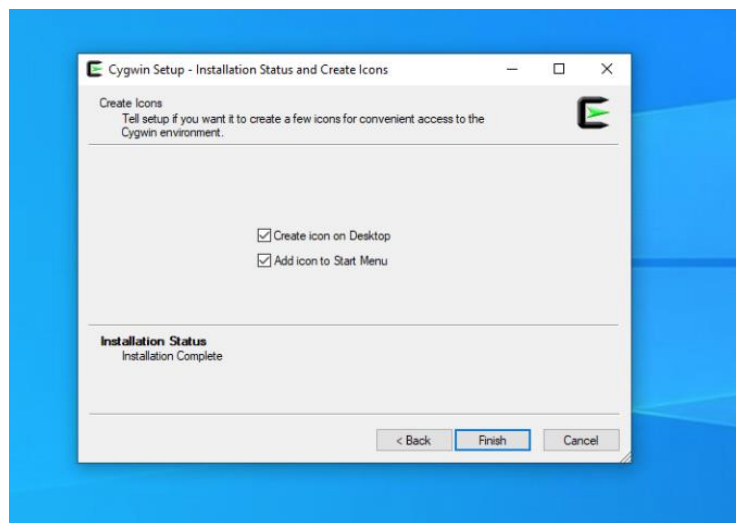 Cygwin Setup - Installation Status and Create Icons
Create Icons
Tell setup if you want it to create a few icons for convenient access to the
Cygwin environment.
Create icon on Desktop
Add icon to Start Menu
Installation Status
Installation Complete
< Back Finish Cancel